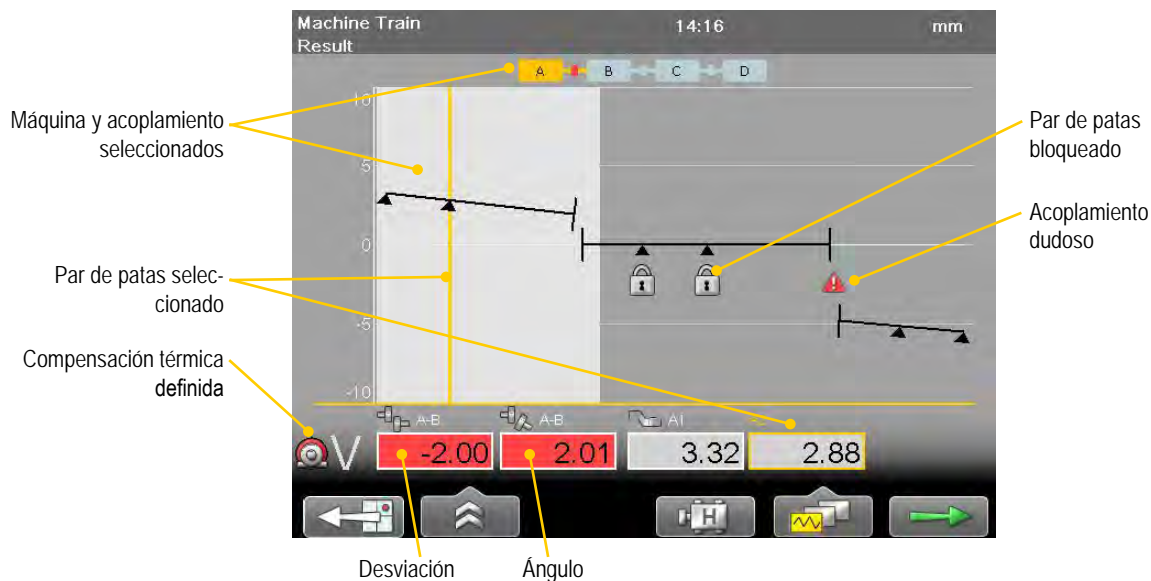 Machine Train
Result
14:16
mm
A
B
C
D
10
5
0
-5
-10
Máquina y acoplamiento
seleccionados
Par de patas selec-
cionado
Compensación térmica
definida
Par de patas
bloqueado
Acoplamiento
dudoso
A-B
A-B
A1
V
-2.00
2.01
3.32
2.88
H
Desviación
Ángulo